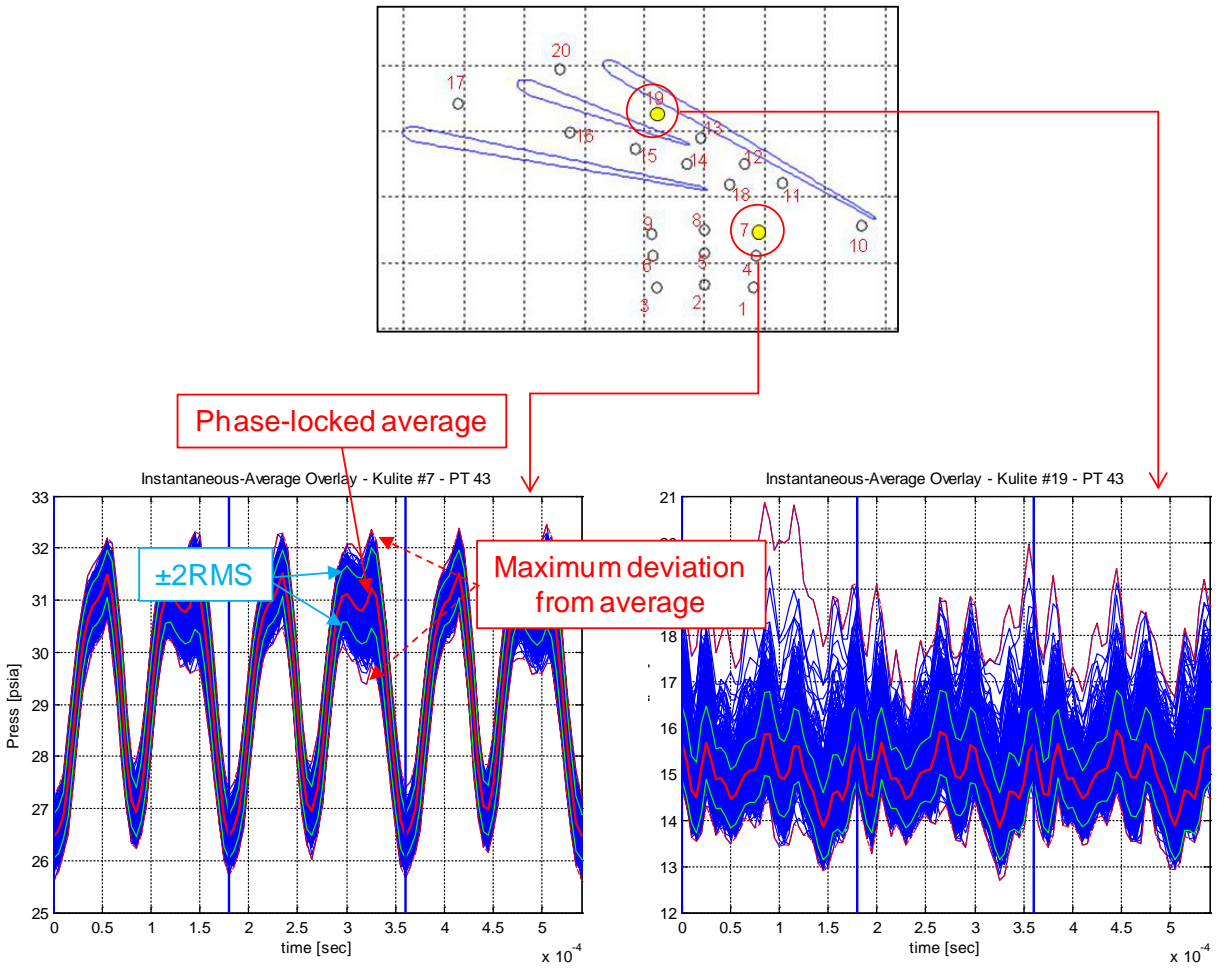 20
17
19
13
16
15
14
12
18
11
9
8
7
10
6
5
4
3
2
1
Phase-locked average
Instantaneous-Average Overlay - Kulite #7 - PT 43
Instantaneous-Average Overlay - Kulite #19 - PT 43
±2RMS
Maximum deviation
from average
Press [psia]
33
32
31
30
29
28
27
26
25
0 0.5 1 1.5 2 2.5 3 3.5 4 4.5 5
time [sec]
x 10-4
21
20
18
17
16
15
14
13
12
0 0.5 1 1.5 2 2.5 3 3.5 4 4.5 5
time [sec]
x 10-4